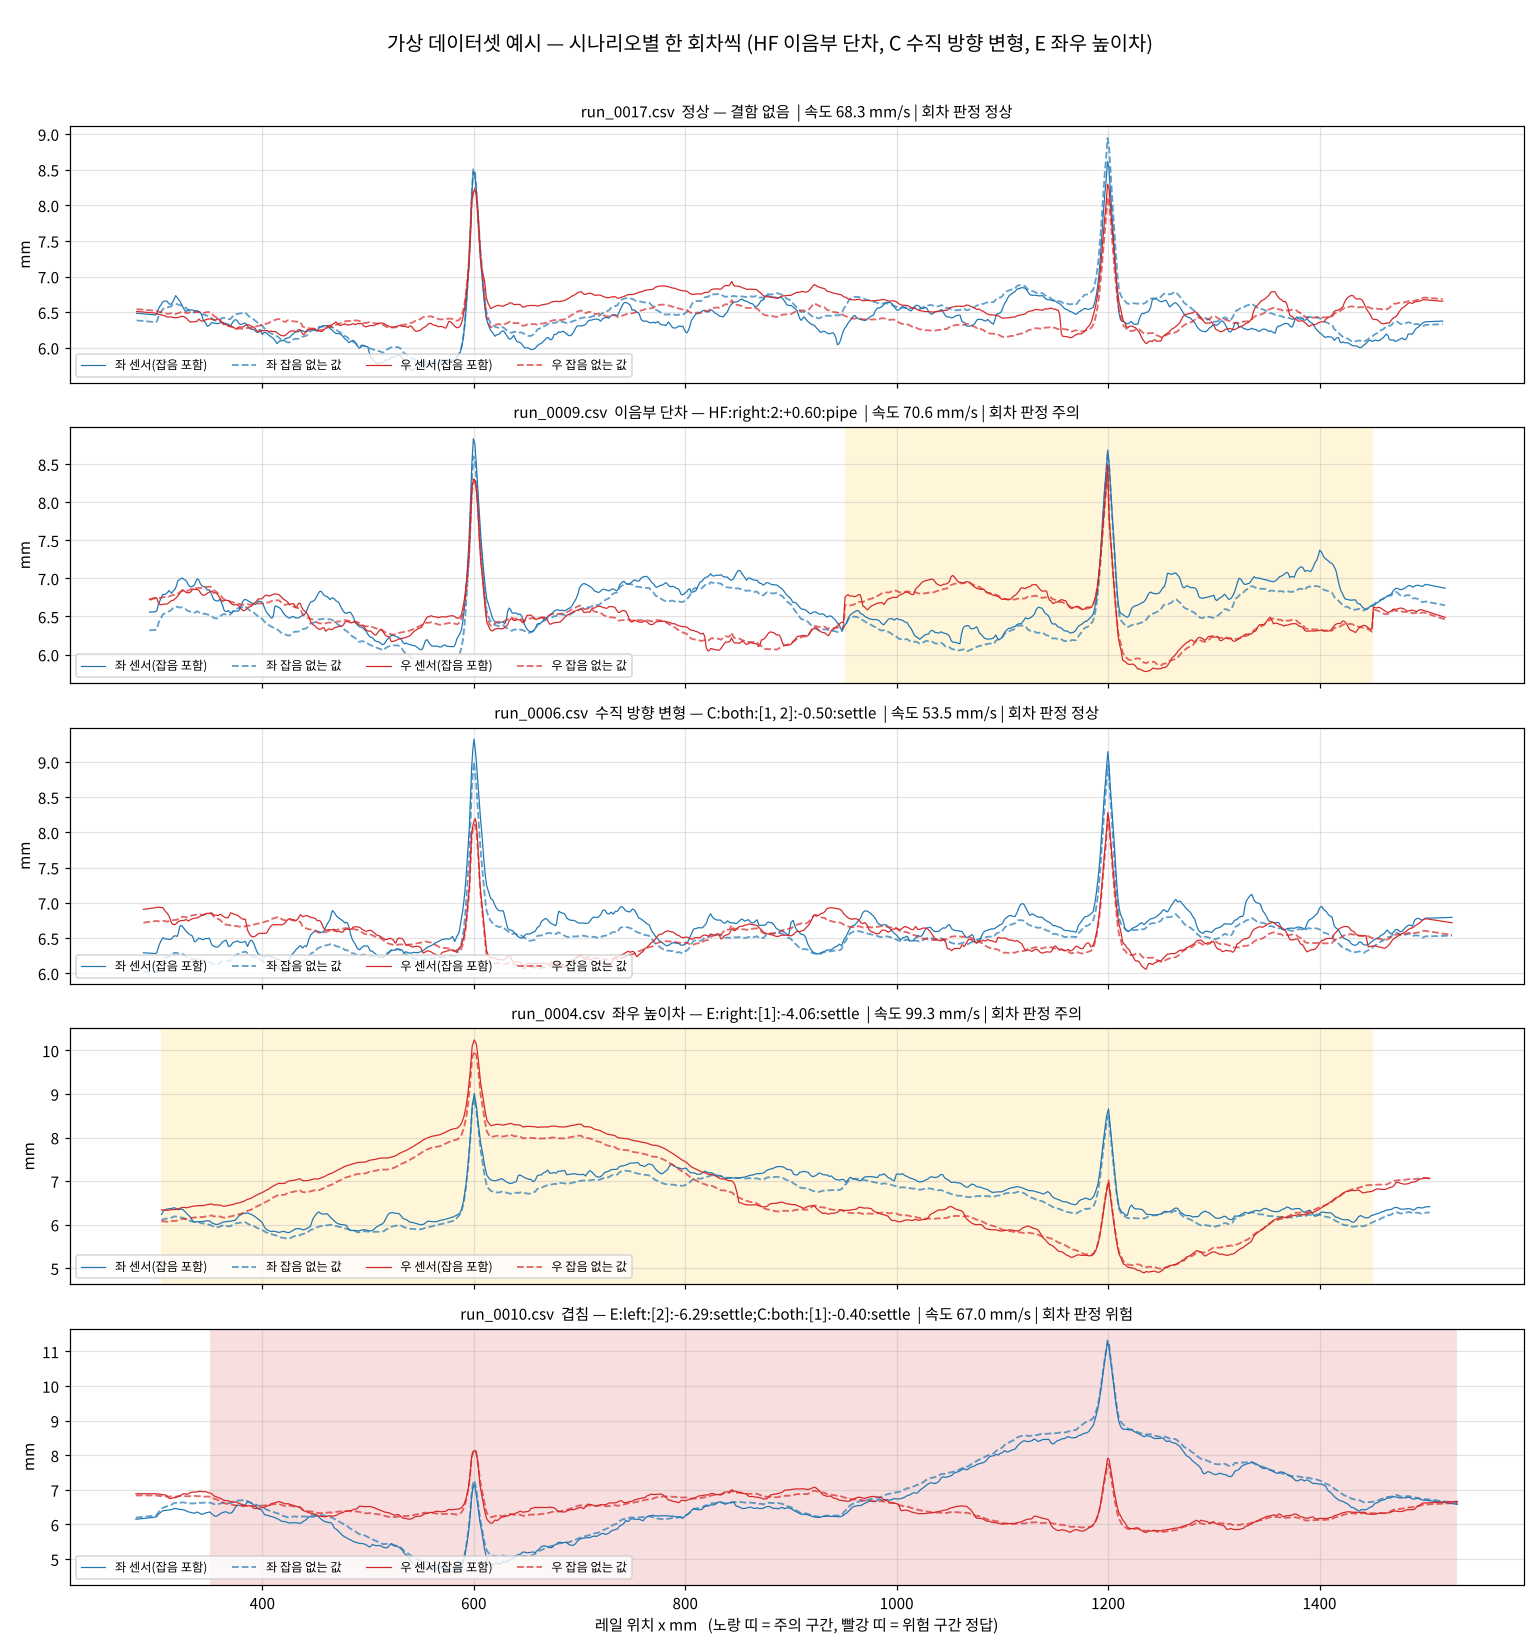 가상 데이터셋 예시 — 시나리오별 한 회차씩 (HF 이음부 단차, C 수직 방향 변형, E 좌우 높이차)
run_0017.csv 정상 — 결함 없음 | 속도 68.3 mm/s | 회차 판정 정상
9.0
8.5
8.0
7.5
7.0
6.5
6.0
mm
좌 센서(잡음 포함) 좌 잡음 없는 값 우 센서(잡음 포함) 우 잡음 없는 값
run_0009.csv 이음부 단차 — HF:right:2:+0.60:pipe | 속도 70.6 mm/s | 회차 판정 주의
8.5
8.0
7.5
7.0
6.5
6.0
mm
좌 센서(잡음 포함) 좌 잡음 없는 값 우 센서(잡음 포함) 우 잡음 없는 값
run_0006.csv 수직 방향 변형 — C:both:[1, 2]:-0.50:settle | 속도 53.5 mm/s | 회차 판정 정상
9.0
8.5
8.0
7.5
7.0
6.5
6.0
mm
좌 센서(잡음 포함) 좌 잡음 없는 값 우 센서(잡음 포함) 우 잡음 없는 값
run_0004.csv 좌우 높이차 — E:right:[1]:-4.06:settle | 속도 99.3 mm/s | 회차 판정 주의
10
9
8
7
6
5
mm
좌 센서(잡음 포함) 좌 잡음 없는 값 우 센서(잡음 포함) 우 잡음 없는 값
run_0010.csv 겹침 — E:left:[2]:-6.29:settle;C:both:[1]:-0.40:settle | 속도 67.0 mm/s | 회차 판정 위험
11
10
9
8
7
6
5
mm
좌 센서(잡음 포함) 좌 잡음 없는 값 우 센서(잡음 포함) 우 잡음 없는 값
400 600 800 1000 1200 1400
레일 위치 x mm (노랑 띠 = 주의 구간, 빨강 띠 = 위험 구간 정답)